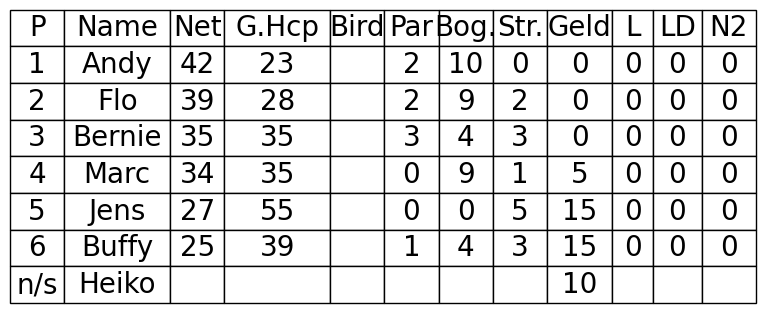 P Name Net G.Hcp Bird Par Bog. Str. Geld L LD N2
1 Andy 42 23 2 10 0 0 0 0 0
2 Flo 39 28 2 9 2 0 0 0 0
3 Bernie 35 35 3 4 3 0 0 0 0
4 Marc 34 35 0 9 1 5 0 0 0
5 Jens 27 55 0 0 5 15 0 0 0
6 Buffy 25 39 1 4 3 15 0 0 0
n/s Heiko 10